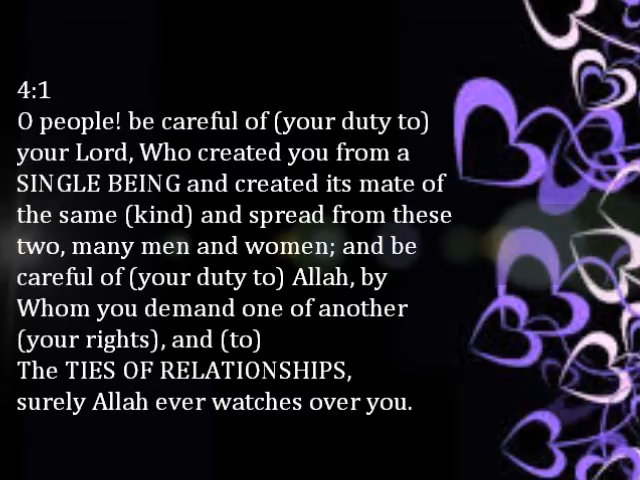 4:1
O people! be careful of (your duty to)
your Lord, Who created you from a
SINGLE BEING and created its mate of
the same (kind) and spread from these
two, many men and women; and be
careful of (your duty to) Allah, by
Whom you demand one of another
(your rights), and (to)
The TIES OF RELATIONSHIPS,
surely Allah ever watches over you.